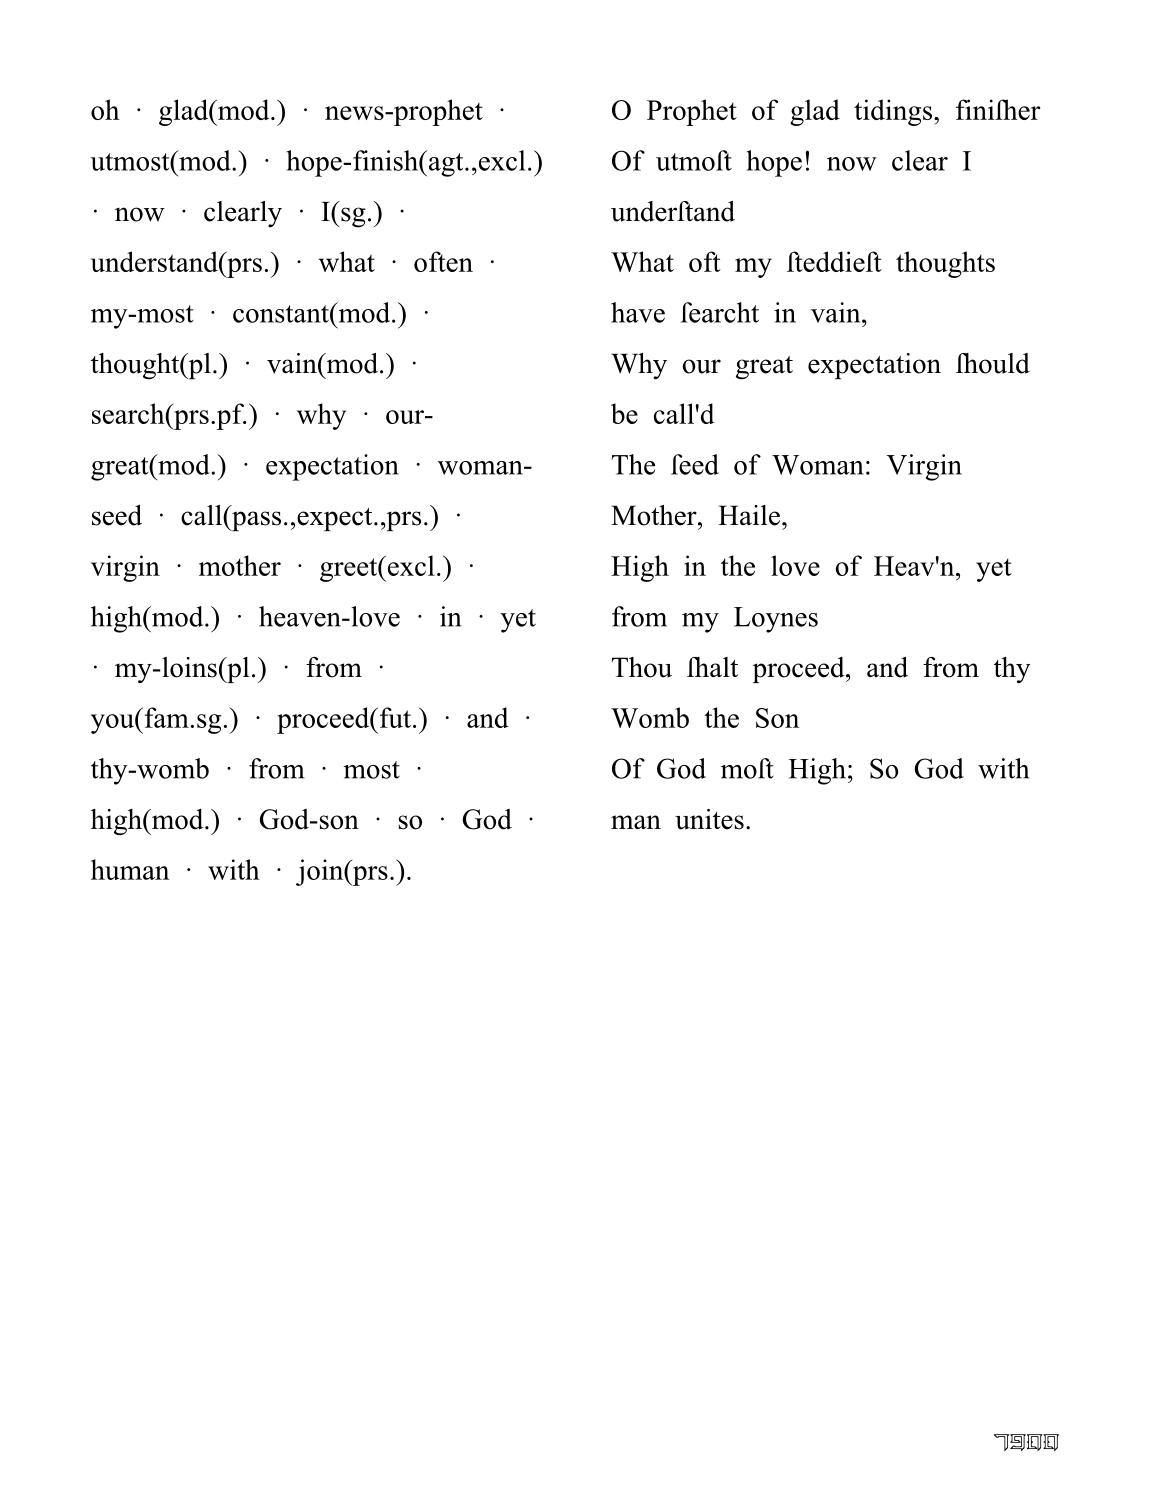 oh · glad(mod.) · news-prophet ·
utmost(mod.) · hope-finish(agt.,excl.)
· now · clearly · I(sg.) ·
understand(prs.) · what · often ·
my-most · constant(mod.) ·
thought(pl.) · vain(mod.) ·
search(prs.pf.) · why · our-
great(mod.) · expectation · woman-
seed · call(pass.,expect.,prs.) ·
virgin · mother · greet(excl.) ·
high(mod.) · heaven-love · in · yet
· my-loins(pl.) · from ·
you(fam.sg.) · proceed(fut.) · and ·
thy-womb · from · most ·
high(mod.) · God-son · so · God ·
human · with · join(prs.).
O Prophet of glad tidings, finiſher
Of utmoſt hope! now clear I
underſtand
What oft my ſteddieſt thoughts
have ſearcht in vain,
Why our great expectation ſhould
be call'd
The ſeed of Woman: Virgin
Mother, Haile,
High in the love of Heav'n, yet
from my Loynes
Thou ſhalt proceed, and from thy
Womb the Son
Of God moſt High; So God with
man unites.